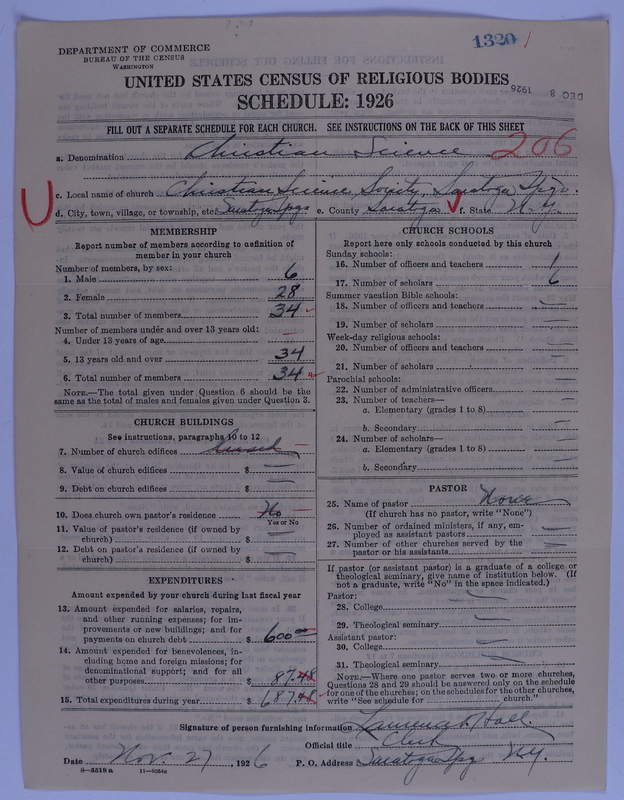 1320 1
DEPARTMENT OF COMMERCE
BUREAU OF THE CENSUS
WASHINGTON
UNITED STATES CENSUS OF RELIGIOUS BODIES
DEC 8 1926
SCHEDULE: 1926
FILL OUT A SEPARATE SCHEDULE FOR EACH CHURCH. SEE INSTRUCTIONS ON THE BACK OF THIS SHEET
a. Denomination Christian Science 206
c. Local name of church Christian Science Society, Saratoga Spgs.
d. City, town, village, or township, etc. Saratoga Spgs e. County Saratoga f. State N.Y.
MEMBERSHIP
Report number of members according to definition of
member in your church
Number of members, by sex:
1. Male 6
2. Female 28
3. Total number of members 34
Number of members under and over 13 years old:
4. Under 13 years of age —
5. 13 years old and over 34
6. Total number of members 34
NOTE.—The total given under Question 6 should be the
same as the total of males and females given under Question 3.
CHURCH BUILDINGS
See instructions, paragraphs 10 to 12
7. Number of church edifices
8. Value of church edifices $ —
9. Debt on church edifices $ —
10. Does church own pastor's residence No
Yes or No
11. Value of pastor's residence (if owned by
church) $ —
12. Debt on pastor's residence (if owned by
church) $ —
EXPENDITURES
Amount expended by your church during last fiscal year
13. Amount expended for salaries, repairs,
and other running expenses; for im-
provements or new buildings; and for
payments on church debt $ 600 00
14. Amount expended for benevolences, in-
cluding home and foreign missions; for
denominational support; and for all
other purposes $ 87.48
15. Total expenditures during year $ 687.48
CHURCH SCHOOLS
Report here only schools conducted by this church
Sunday schools:
16. Number of officers and teachers 1
17. Number of scholars 6
Summer vacation Bible schools:
18. Number of officers and teachers —
19. Number of scholars —
Week-day religious schools:
20. Number of officers and teachers —
21. Number of scholars —
Parochial schools:
22. Number of administrative officers —
23. Number of teachers—
a. Elementary (grades 1 to 8) —
b. Secondary —
24. Number of scholars—
a. Elementary (grades 1 to 8) —
b. Secondary —
PASTOR
25. Name of pastor None
(If church has no pastor, write "None")
26. Number of ordained ministers, if any, em-
ployed as assistant pastors —
27. Number of other churches served by the
pastor or his assistants —
If pastor (or assistant pastor) is a graduate of a college or
theological seminary, give name of institution below. (If
not a graduate, write "No" in the space indicated.)
Pastor:
28. College —
29. Theological seminary —
Assistant pastor:
30. College —
31. Theological seminary —
NOTE.—Where one pastor serves two or more churches,
Questions 28 and 29 should be answered only on the schedule
for one of the churches; on the schedules for the other churches,
write "See schedule for church."
Signature of person furnishing information Hall
Official title Clerk
Date Nov. 27, 1926 P. O. Address Saratoga Spgs N.Y.
8—5518 a